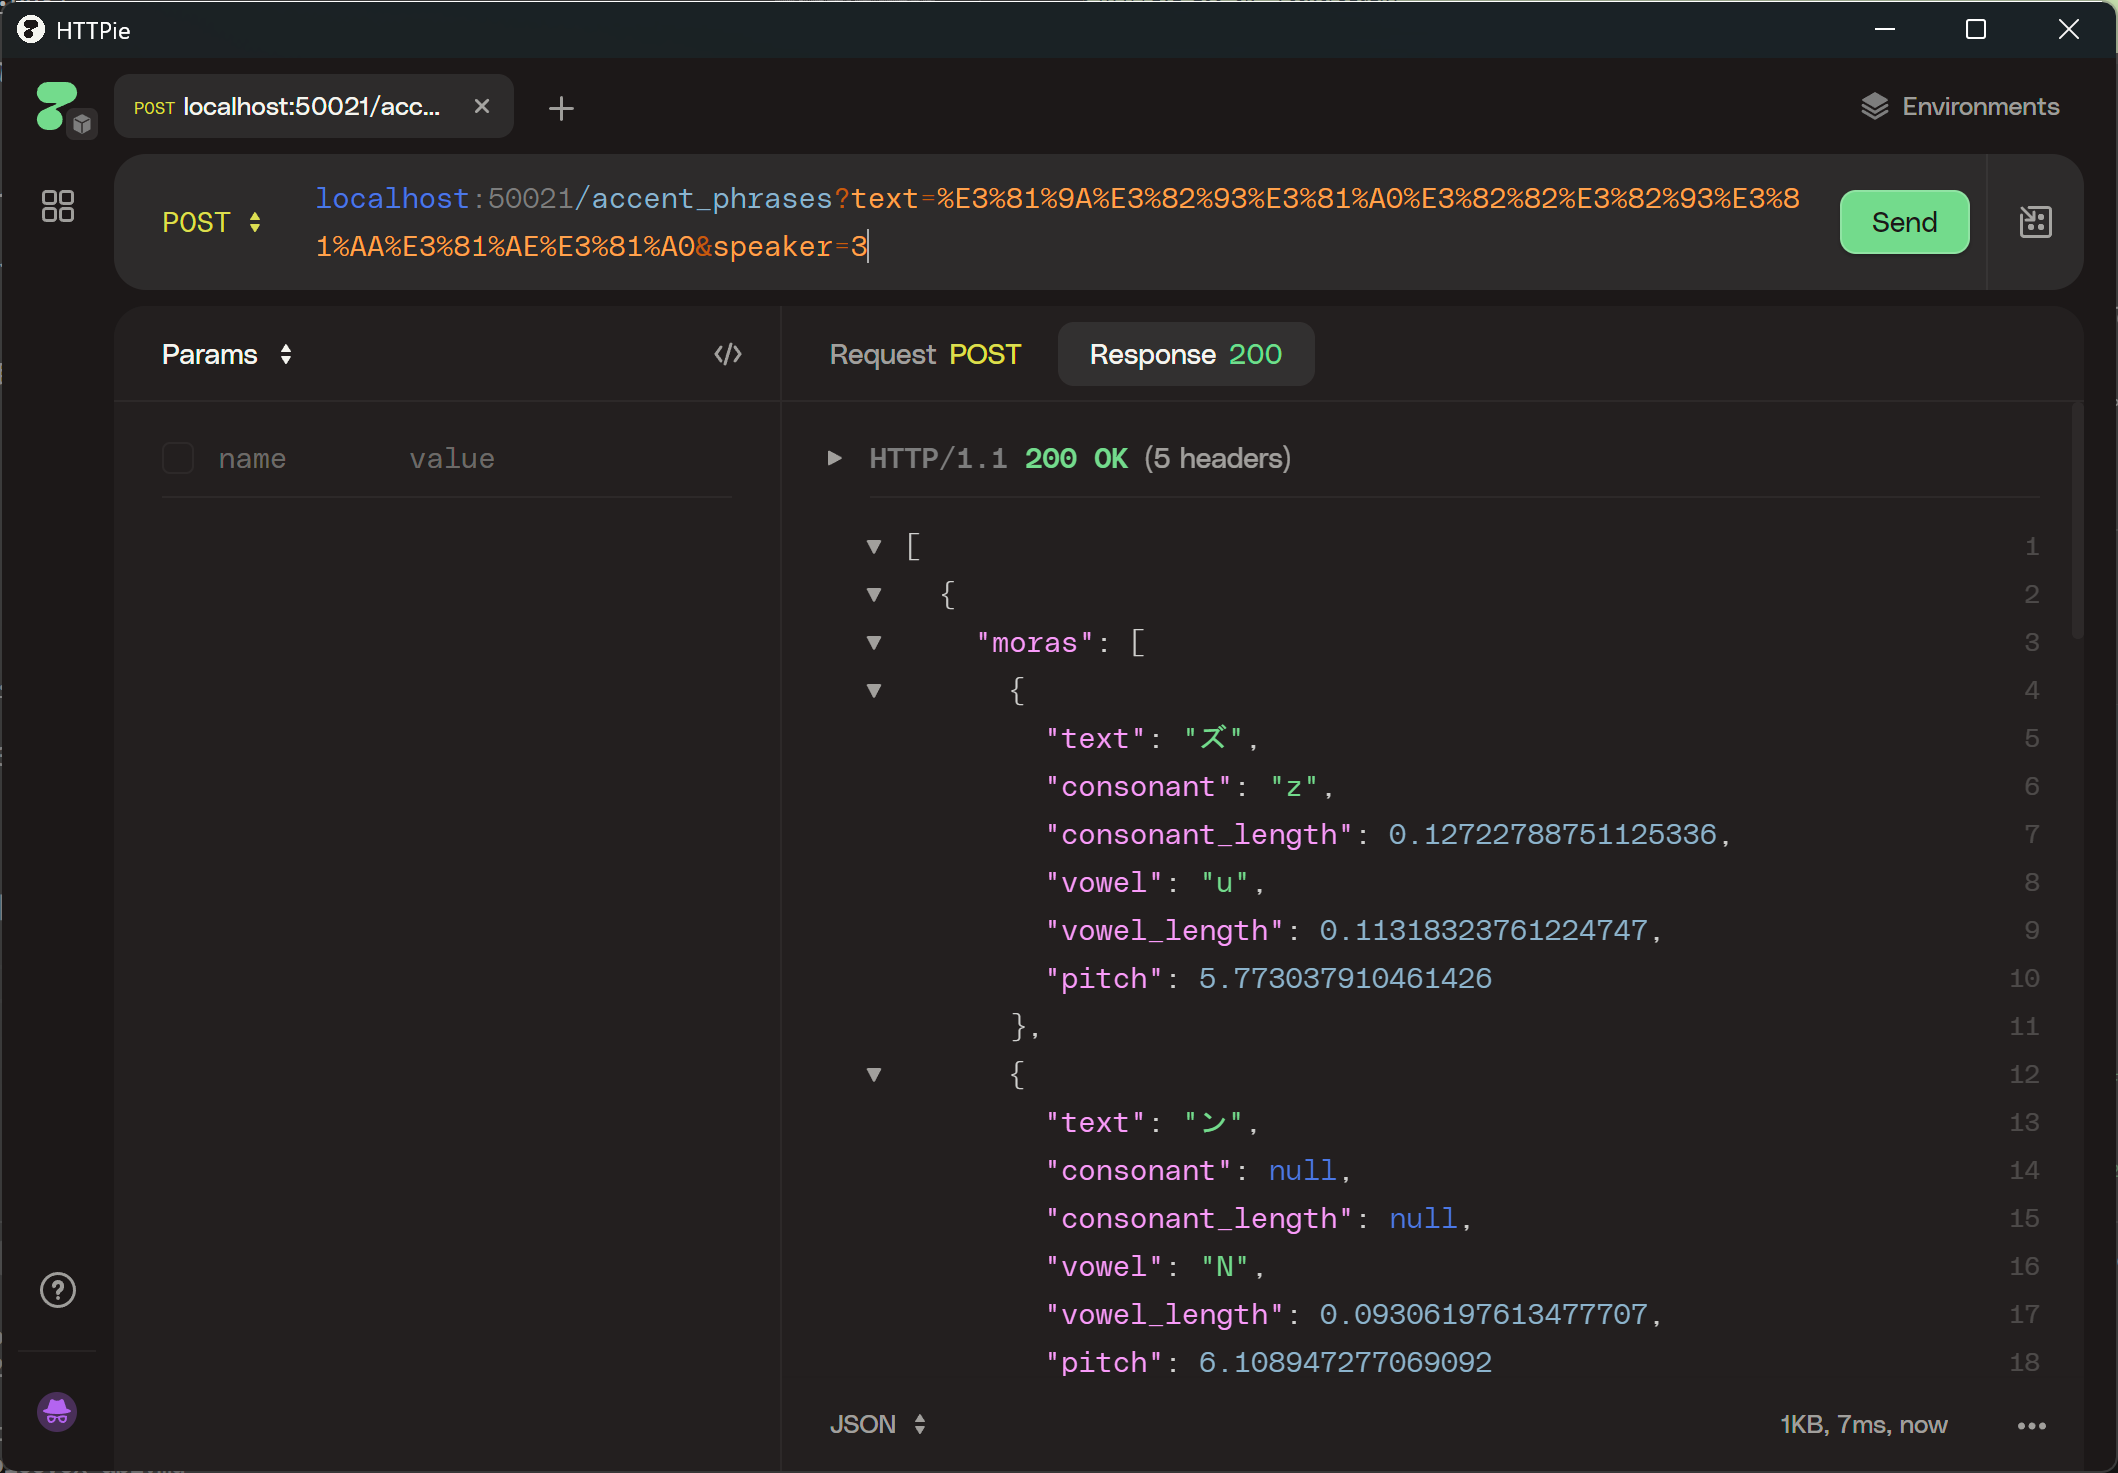 HTTPie
POST localhost:50021/acc...
Environments
POST
localhost:50021/accent_phrases?text=%E3%81%9A%E3%82%93%E3%81%A0%E3%82%82%E3%82%93%E3%8
1%AA%E3%81%AE%E3%81%A0&speaker=3
Send
Params
Request POST
Response 200
name value
HTTP/1.1 200 OK (5 headers)
[ 1
{ 2
"moras": [ 3
{ 4
"text": "ズ", 5
"consonant": "z", 6
"consonant_length": 0.12722788751125336, 7
"vowel": "u", 8
"vowel_length": 0.11318323761224747, 9
"pitch": 5.773037910461426 10
}, 11
{ 12
"text": "ン", 13
"consonant": null, 14
"consonant_length": null, 15
"vowel": "N", 16
"vowel_length": 0.09306197613477707, 17
"pitch": 6.108947277069092 18
JSON
1KB, 7ms, now